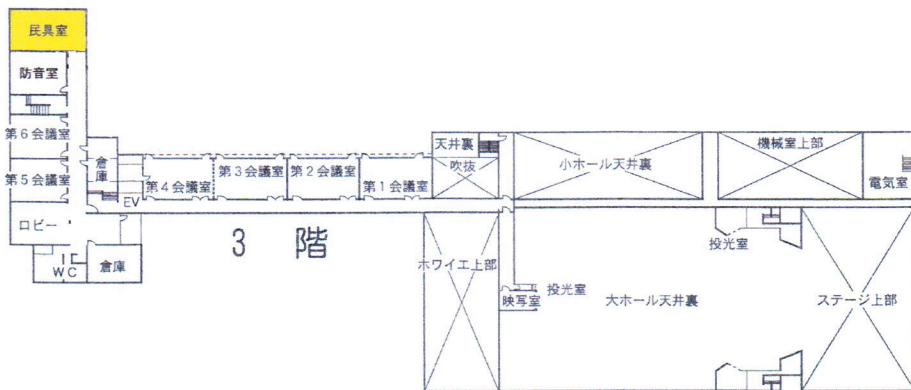 民具室
防音室
第6会議室
第5会議室
ロビー
WC
倉庫
倉庫
EV
第4会議室
第3会議室
第2会議室
第1会議室
天井裏
吹抜
小ホール天井裏
機械室上部
電気室
3 階
ホワイエ上部
映写室
投光室
大ホール天井裏
投光室
ステージ上部